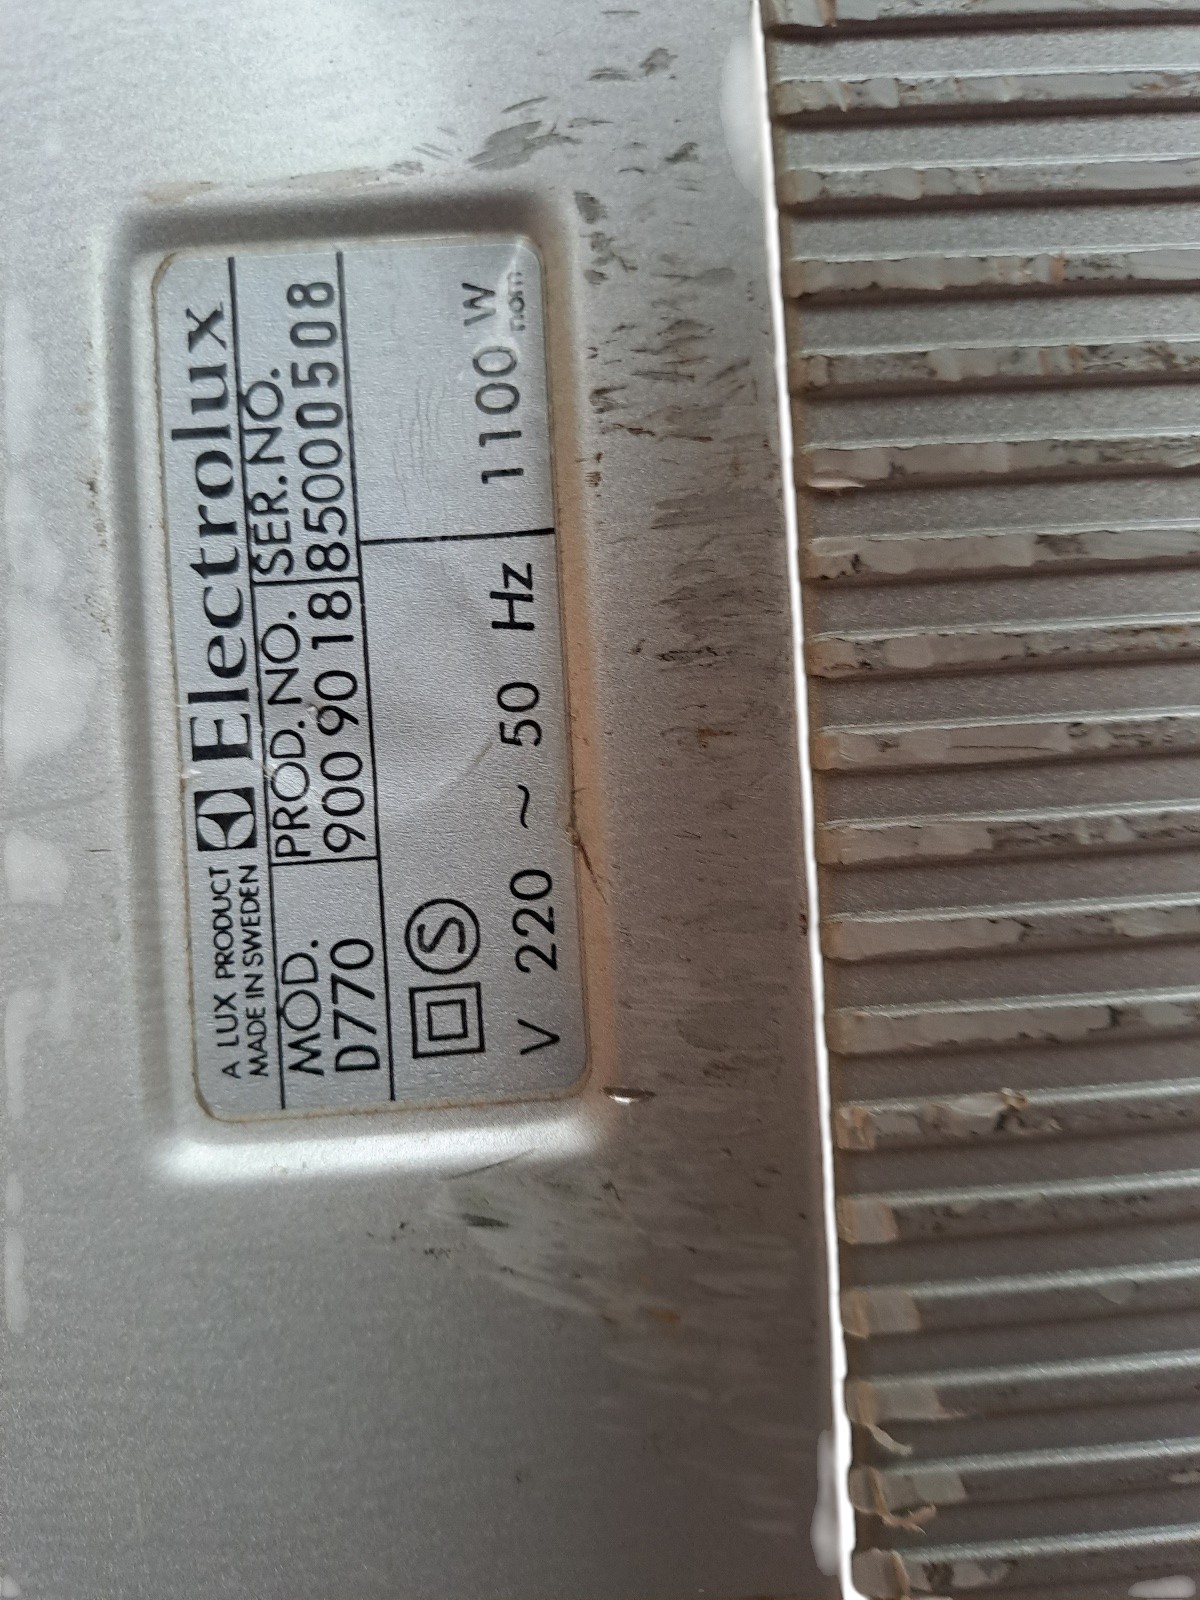 A LUX PRODUCT
MADE IN SWEDEN
Electrolux
MOD. PROD. NO. SER. NO.
D770 900 90 18 85000508
S
V 220 ~ 50 Hz 1100 W
nom